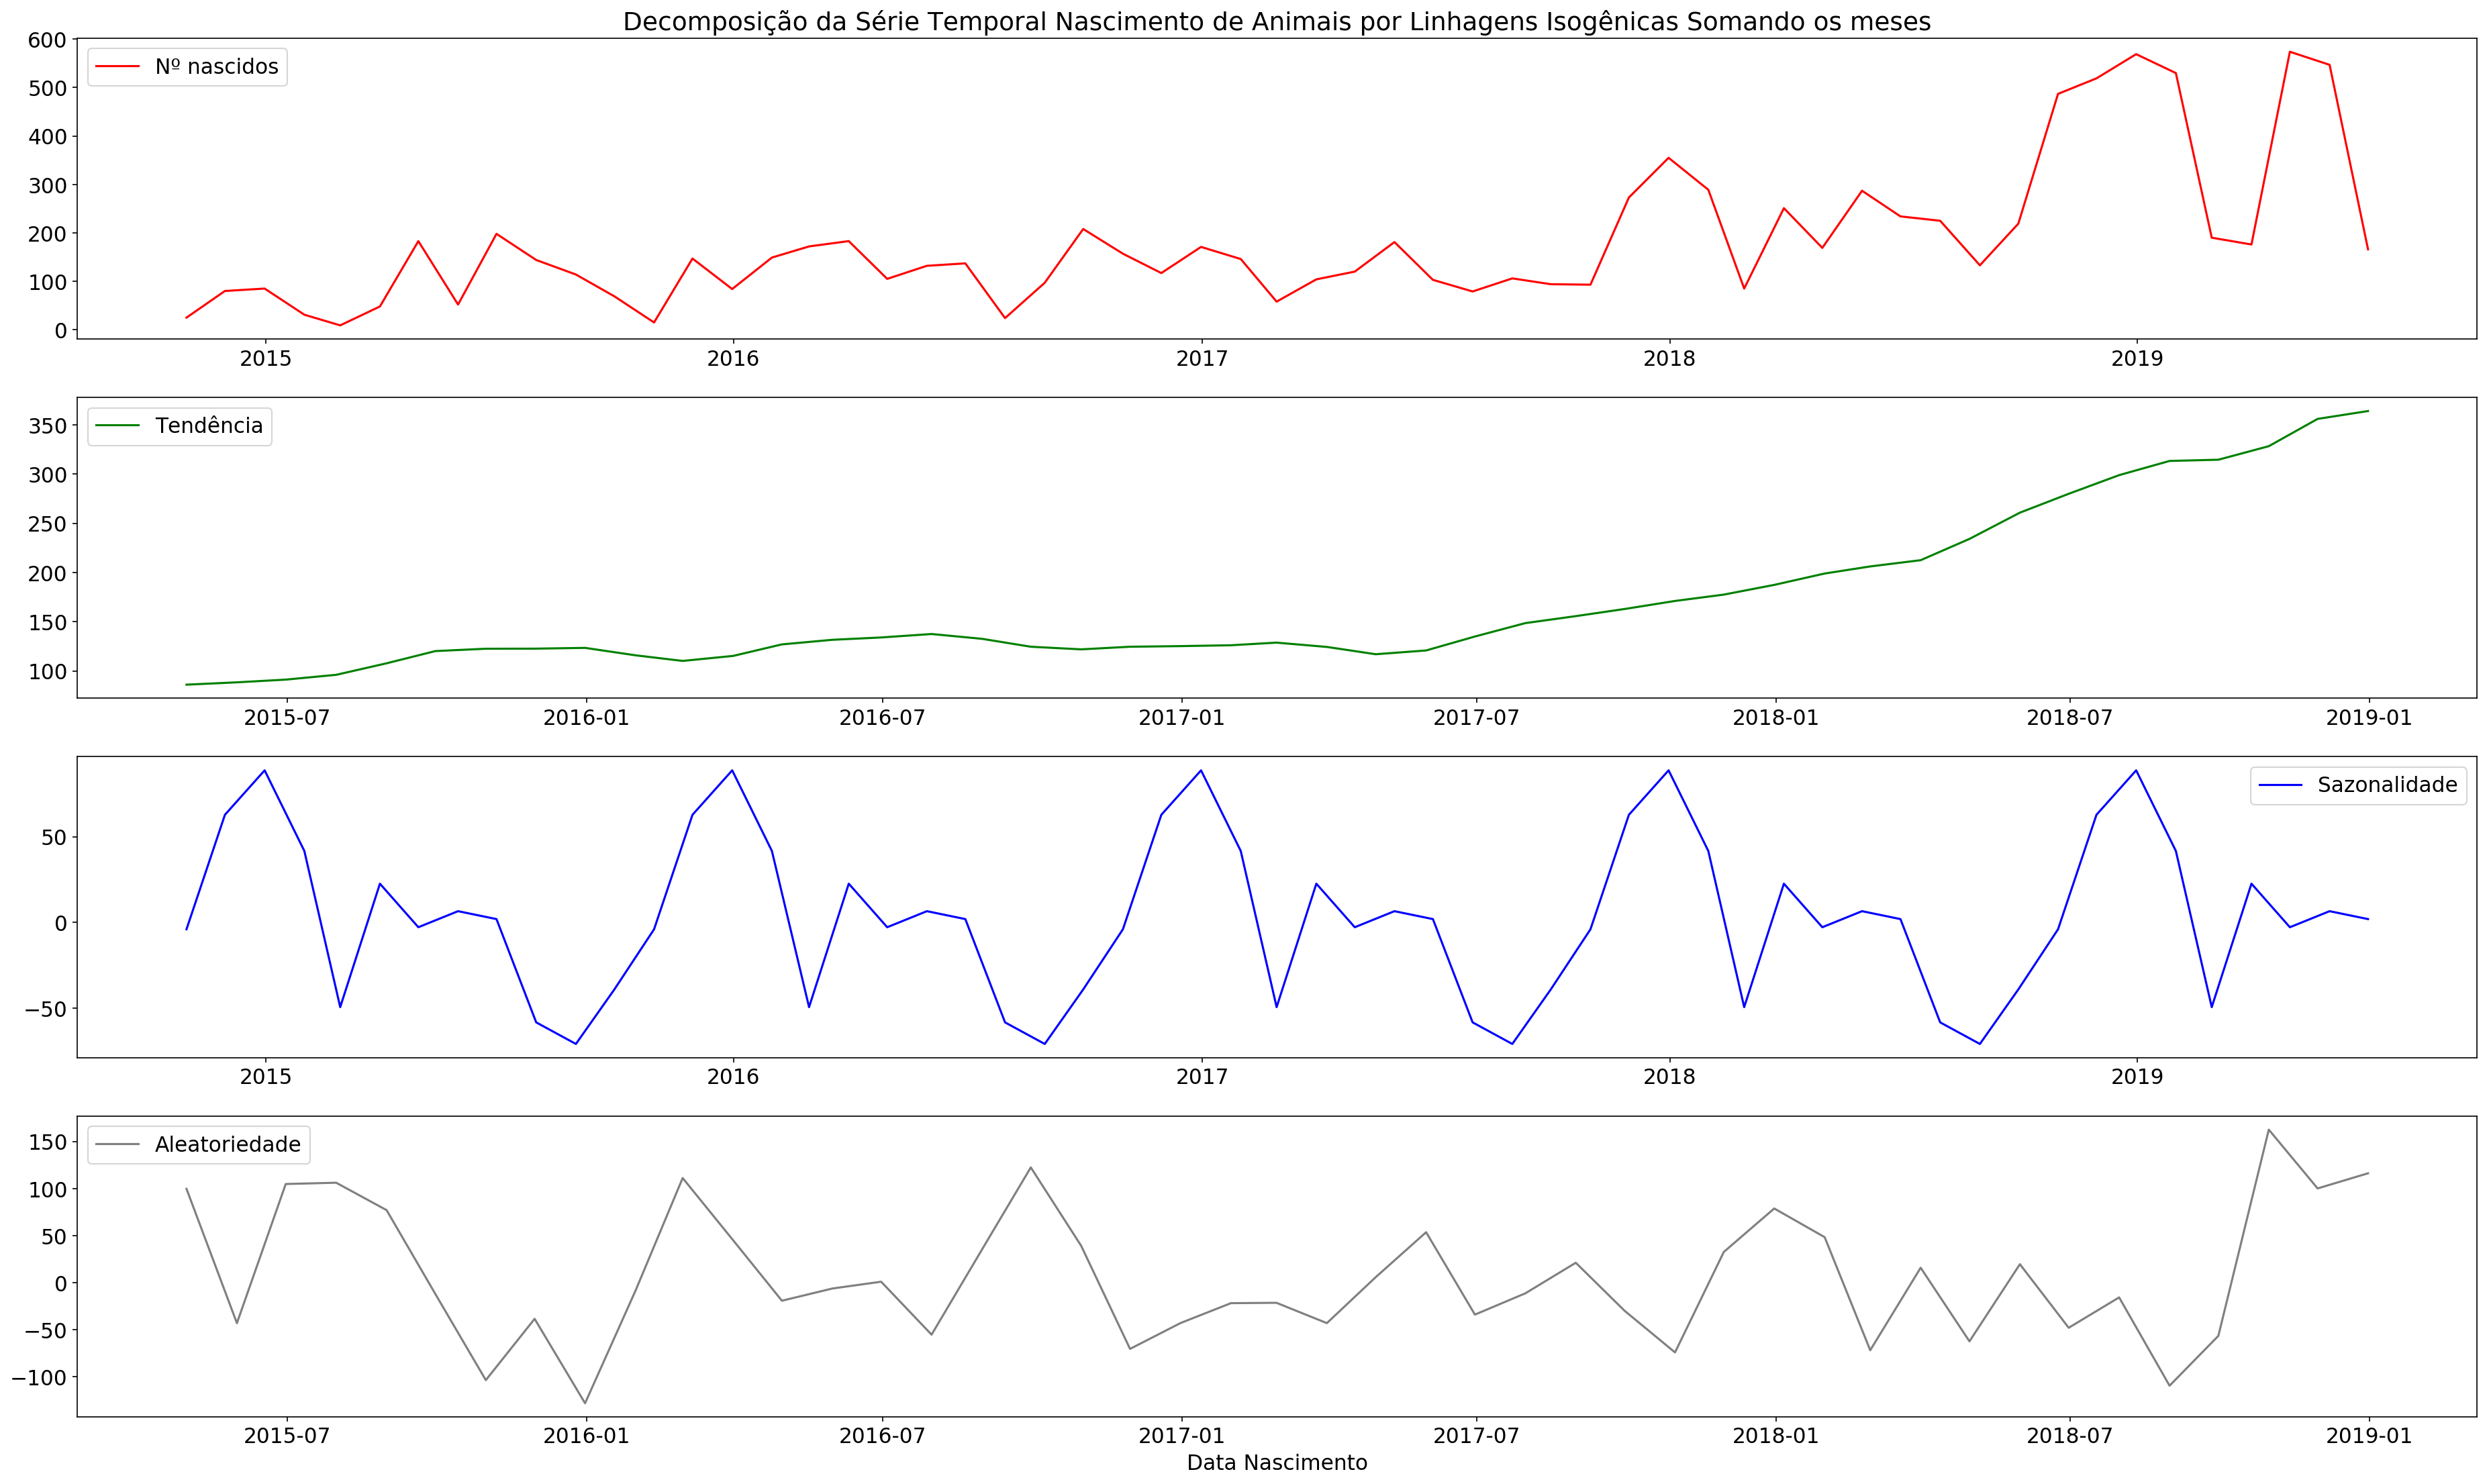 Decomposição da Série Temporal Nascimento de Animais por Linhagens Isogênicas Somando os meses
Nº nascidos
600
500
400
300
200
100
0
2015 2016 2017 2018 2019
Tendência
350
300
250
200
150
100
2015-07 2016-01 2016-07 2017-01 2017-07 2018-01 2018-07 2019-01
Sazonalidade
50
0
−50
2015 2016 2017 2018 2019
Aleatoriedade
150
100
50
0
−50
−100
2015-07 2016-01 2016-07 2017-01 2017-07 2018-01 2018-07 2019-01
Data Nascimento